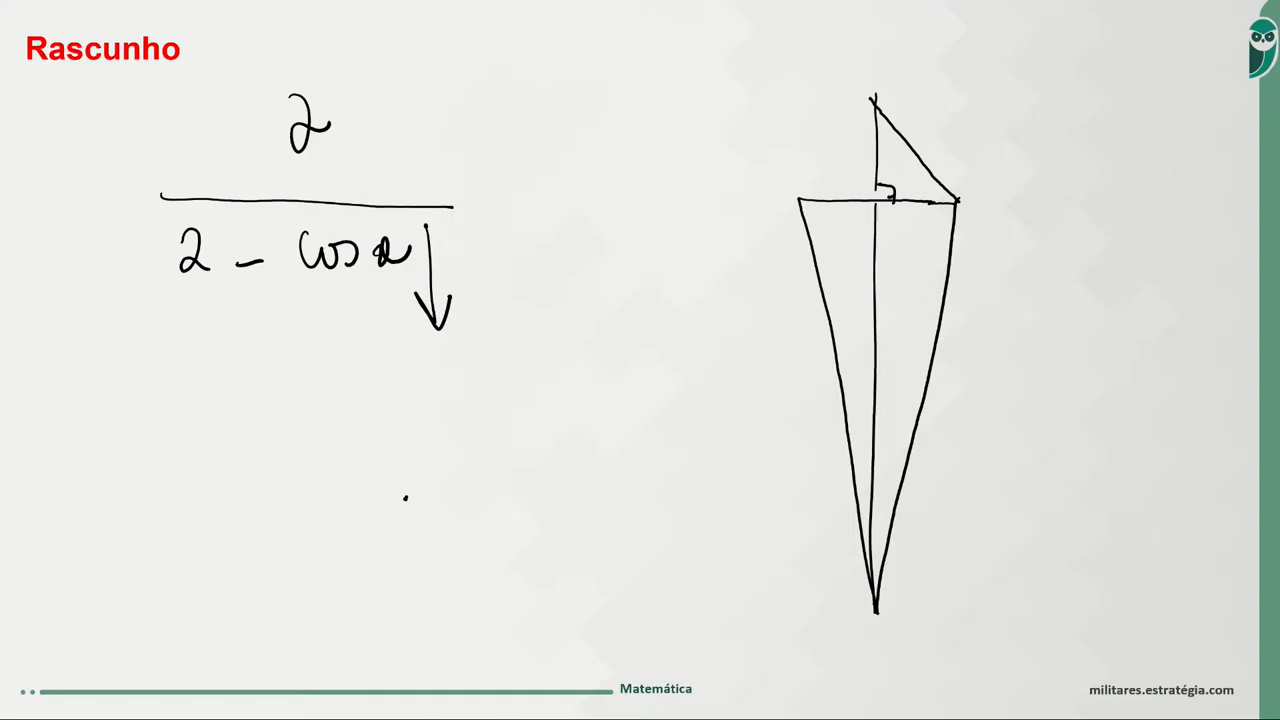 Rascunho
2
2 - cos x
Matemática
militares.estratégia.com